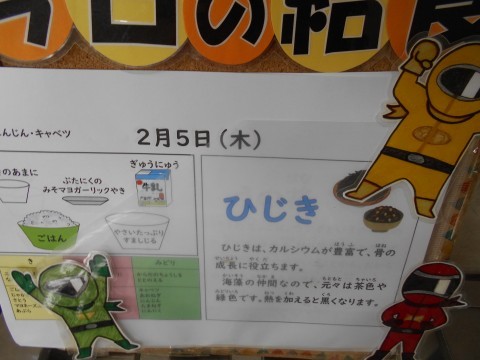 今日の給食
んじん・キャベツ
2月5日(木)
のあまに
ぶたにくの
みそマヨガーリックやき
ぎゅうにゅう
牛乳
ごはん
やさいたっぷり
すましじる
ひじき
ひじきは、カルシウムが豊富で、骨の
成長に役立ちます。
海藻の仲間なので、元々は茶色や
緑色です。熱を加えると黒くなります。
き
みどり